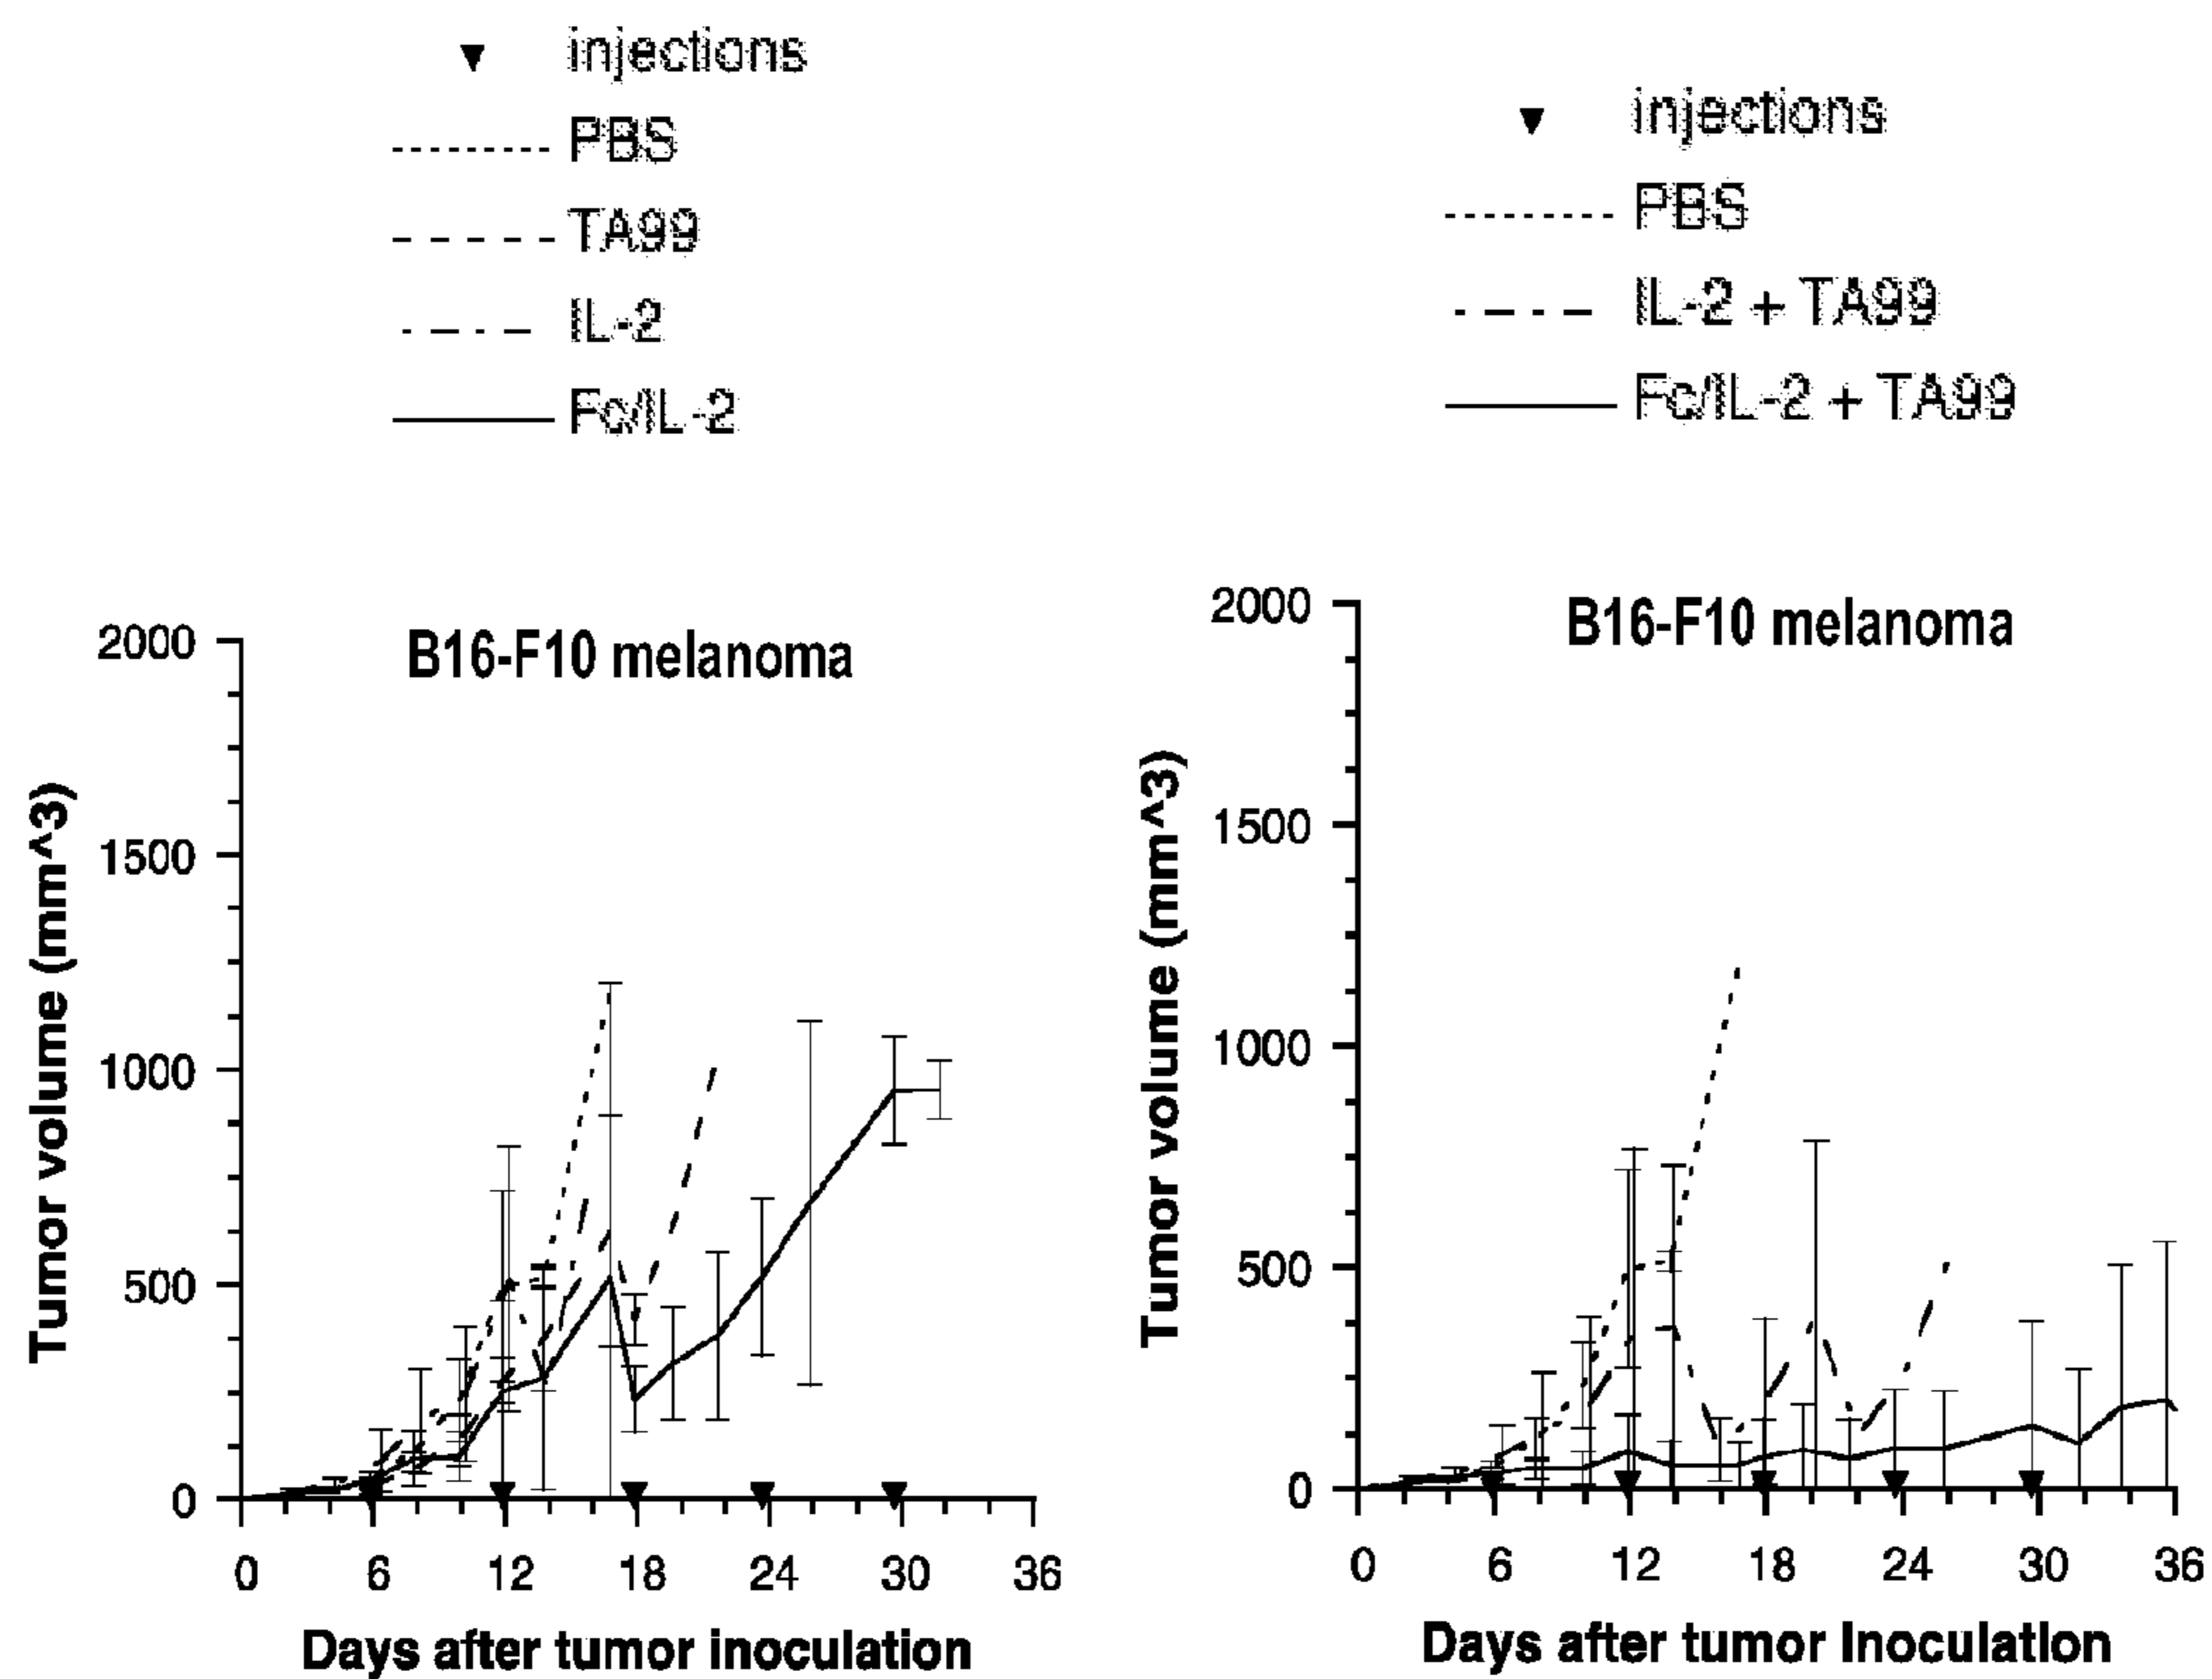 injections
PBS
TA99
IL-2
Fc/IL-2
B16-F10 melanoma
Tumor volume (mm^3)
2000
1500
1000
500
0
0 6 12 18 24 30 36
Days after tumor inoculation
injections
PBS
IL-2 + TA99
Fc/IL-2 + TA99
B16-F10 melanoma
Tumor volume (mm^3)
2000
1500
1000
500
0
0 6 12 18 24 30 36
Days after tumor Inoculation